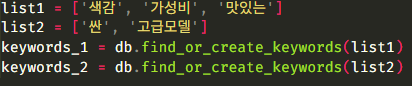 list1 = ['색감', '가성비', '맛있는']
list2 = ['싼', '고급모델']
keywords_1 = db.find_or_create_keywords(list1)
keywords_2 = db.find_or_create_keywords(list2)